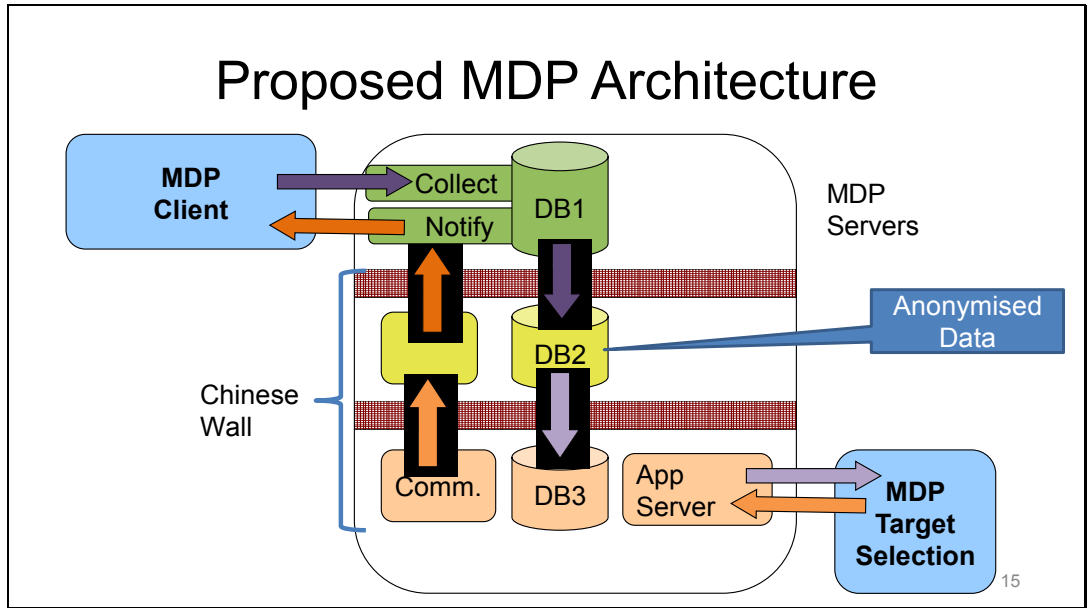 Proposed MDP Architecture
MDP
Client
Collect
Notify
DB1
MDP
Servers
Anonymised
Data
DB2
Chinese
Wall
Comm.
DB3
App
Server
MDP
Target
Selection
15